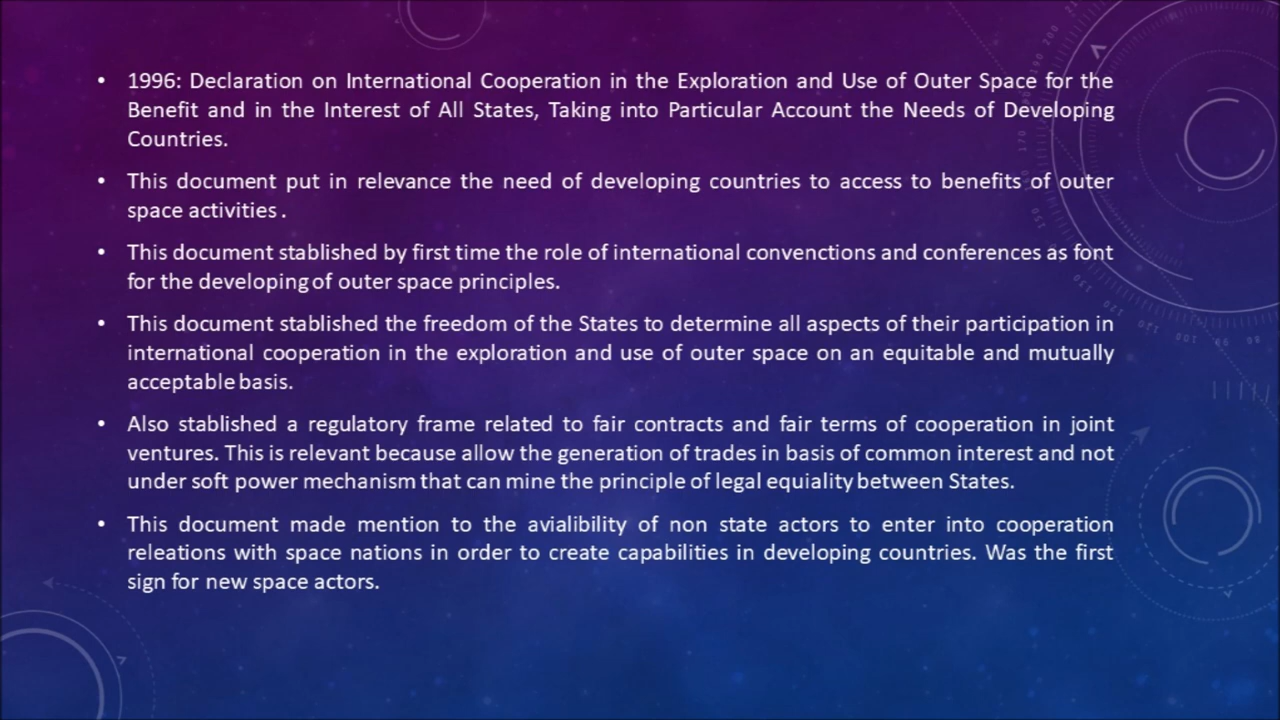 • 1996: Declaration on International Cooperation in the Exploration and Use of Outer Space for the
Benefit and in the Interest of All States, Taking into Particular Account the Needs of Developing
Countries.
• This document put in relevance the need of developing countries to access to benefits of outer
space activities .
• This document stablished by first time the role of international convenctions and conferences as font
for the developing of outer space principles.
• This document stablished the freedom of the States to determine all aspects of their participation in
international cooperation in the exploration and use of outer space on an equitable and mutually
acceptable basis.
• Also stablished a regulatory frame related to fair contracts and fair terms of cooperation in joint
ventures. This is relevant because allow the generation of trades in basis of common interest and not
under soft power mechanism that can mine the principle of legal equiality between States.
• This document made mention to the avialibility of non state actors to enter into cooperation
releations with space nations in order to create capabilities in developing countries. Was the first
sign for new space actors.